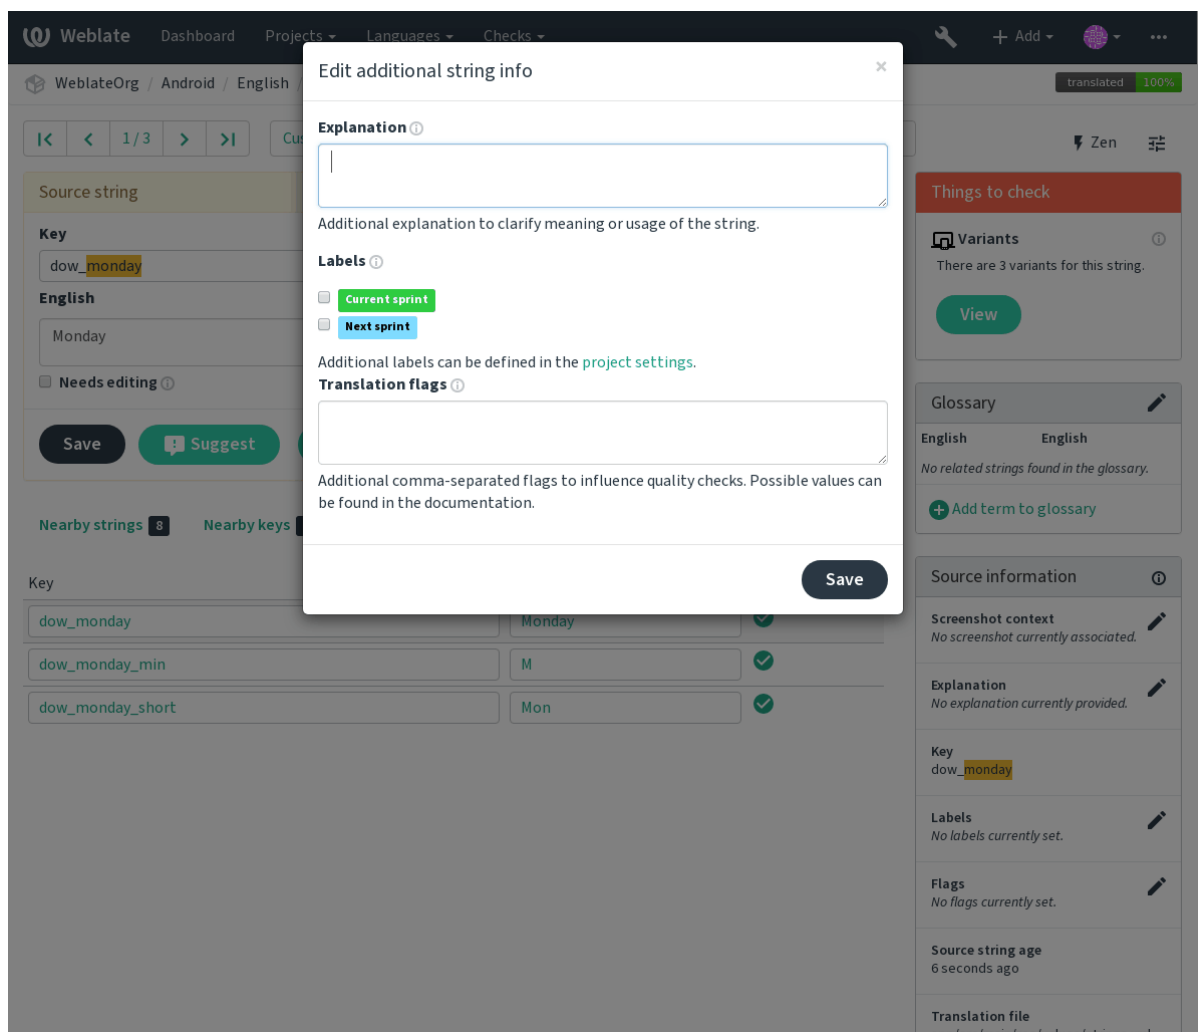 Weblate Dashboard Projects Languages Checks Add
WeblateOrg / Android / English /
translated 100%
1 / 3
Zen
Edit additional string info
×
Explanation
Additional explanation to clarify meaning or usage of the string.
Labels
Current sprint
Next sprint
Additional labels can be defined in the project settings.
Translation flags
Additional comma-separated flags to influence quality checks. Possible values can
be found in the documentation.
Save
Source string
Key
dow_monday
English
Monday
Needs editing
Save Suggest
Nearby strings 8 Nearby keys
Key
dow_monday Monday
dow_monday_min M
dow_monday_short Mon
Things to check
Variants
There are 3 variants for this string.
View
Glossary
English English
No related strings found in the glossary.
Add term to glossary
Source information
Screenshot context
No screenshot currently associated.
Explanation
No explanation currently provided.
Key
dow_monday
Labels
No labels currently set.
Flags
No flags currently set.
Source string age
6 seconds ago
Translation file